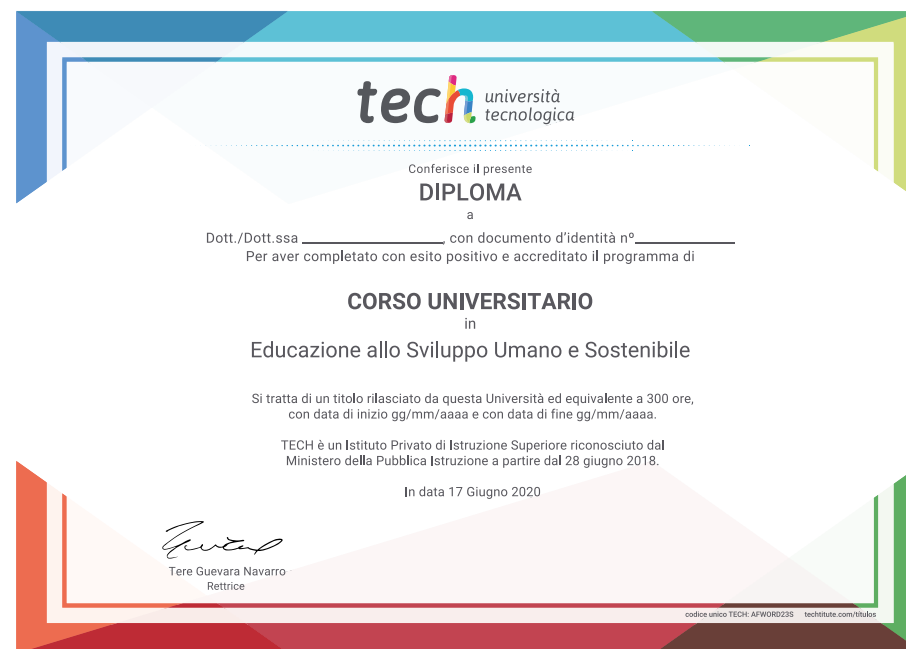 tech università
tecnologica
Conferisce il presente
DIPLOMA
a
Dott./Dott.ssa ____________________, con documento d'identità nº______________
Per aver completato con esito positivo e accreditato il programma di
CORSO UNIVERSITARIO
in
Educazione allo Sviluppo Umano e Sostenibile
Si tratta di un titolo rilasciato da questa Università ed equivalente a 300 ore,
con data di inizio gg/mm/aaaa e con data di fine gg/mm/aaaa.
TECH è un Istituto Privato di Istruzione Superiore riconosciuto dal
Ministero della Pubblica Istruzione a partire dal 28 giugno 2018.
In data 17 Giugno 2020
Tere Guevara Navarro
Rettrice
codice unico TECH: AFWORD23S techtitute.com/titulos